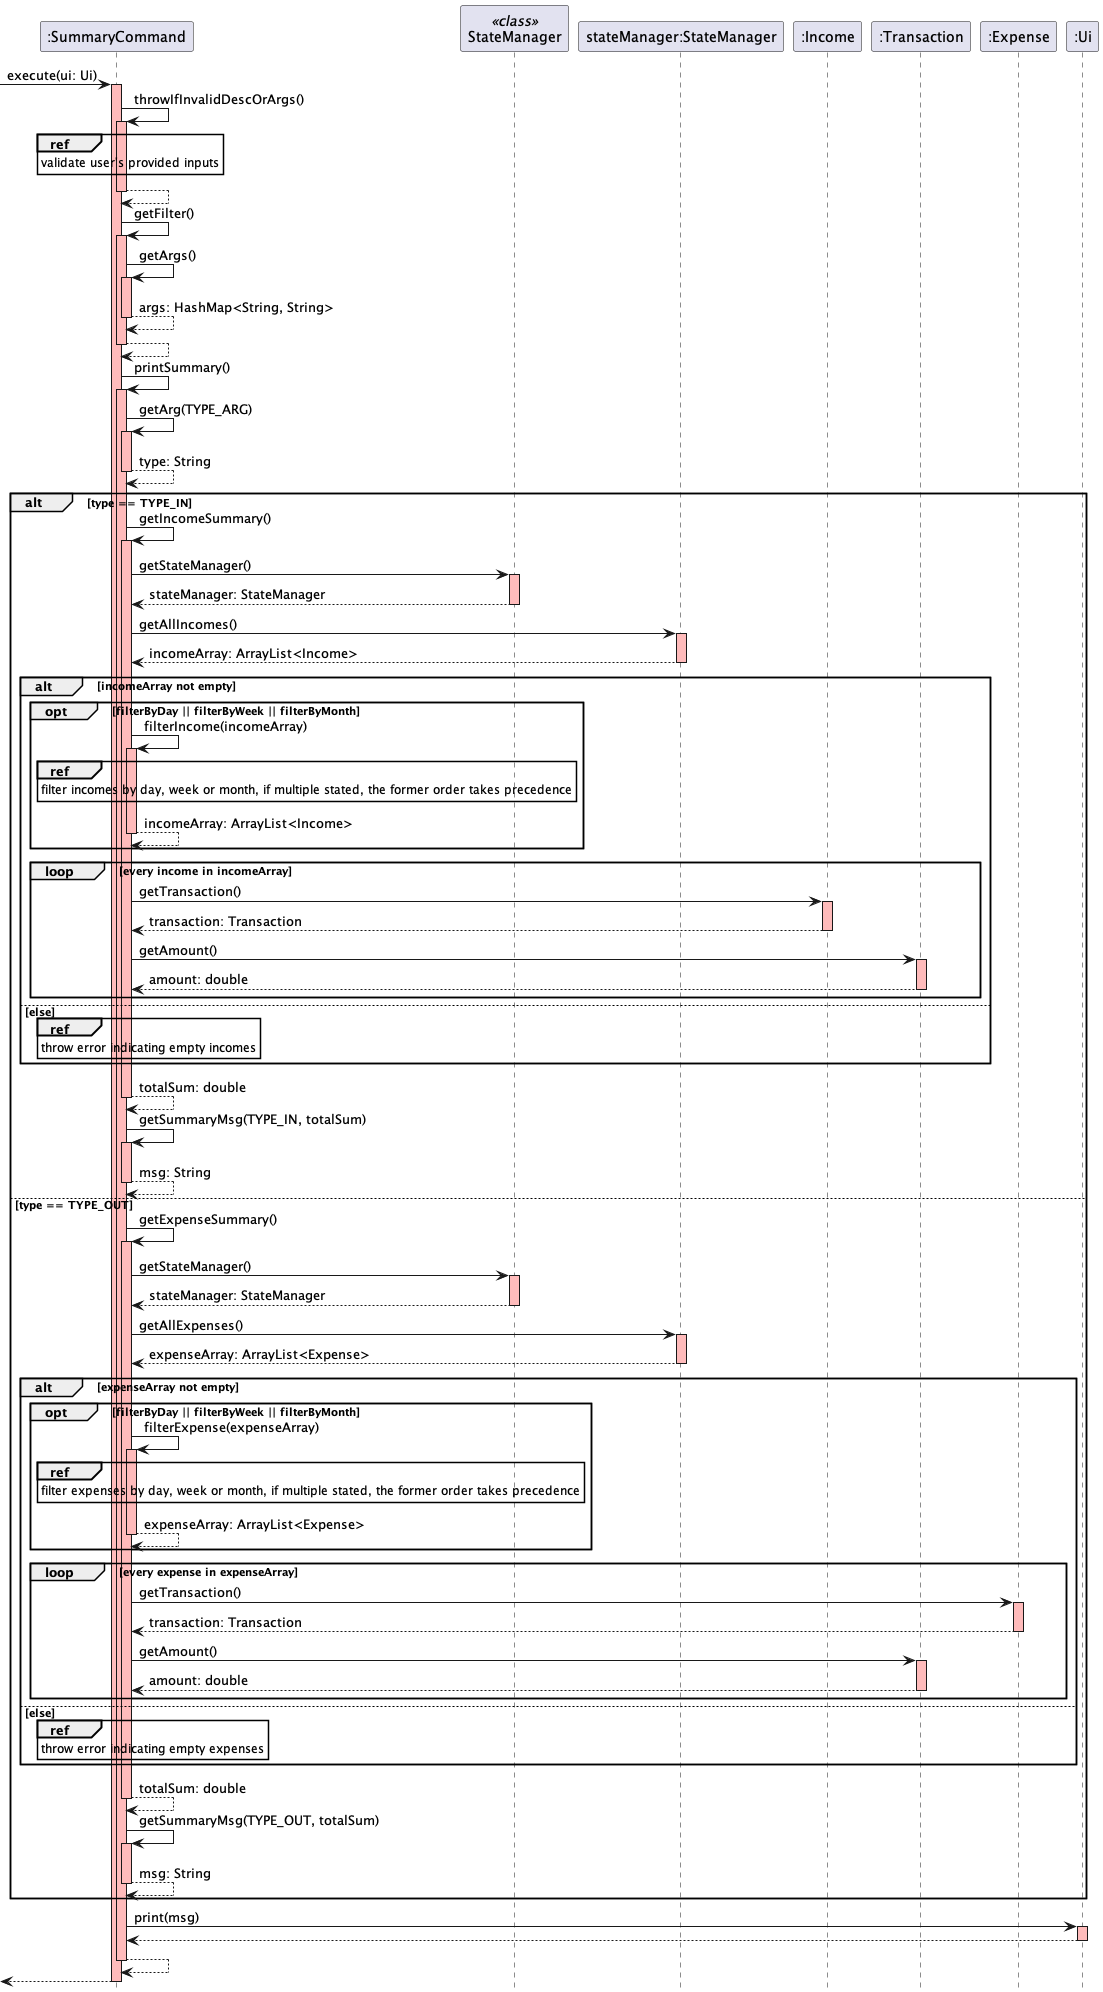 «class»
:SummaryCommand
StateManager
stateManager:StateManager
:Income
:Transaction
:Expense
:Ui
execute(ui: Ui)
throwIfInvalidDescOrArgs()
ref
validate user's provided inputs
getFilter()
getArgs()
args: HashMap<String, String>
printSummary()
getArg(TYPE_ARG)
type: String
alt [type == TYPE_IN]
getIncomeSummary()
getStateManager()
stateManager: StateManager
getAllIncomes()
incomeArray: ArrayList<Income>
alt [incomeArray not empty]
opt [filterByDay || filterByWeek || filterByMonth]
filterIncome(incomeArray)
ref
filter incomes by day, week or month, if multiple stated, the former order takes precedence
incomeArray: ArrayList<Income>
loop [every income in incomeArray]
getTransaction()
transaction: Transaction
getAmount()
amount: double
[else]
ref
throw error indicating empty incomes
totalSum: double
getSummaryMsg(TYPE_IN, totalSum)
msg: String
[type == TYPE_OUT]
getExpenseSummary()
getStateManager()
stateManager: StateManager
getAllExpenses()
expenseArray: ArrayList<Expense>
alt [expenseArray not empty]
opt [filterByDay || filterByWeek || filterByMonth]
filterExpense(expenseArray)
ref
filter expenses by day, week or month, if multiple stated, the former order takes precedence
expenseArray: ArrayList<Expense>
loop [every expense in expenseArray]
getTransaction()
transaction: Transaction
getAmount()
amount: double
[else]
ref
throw error indicating empty expenses
totalSum: double
getSummaryMsg(TYPE_OUT, totalSum)
msg: String
print(msg)